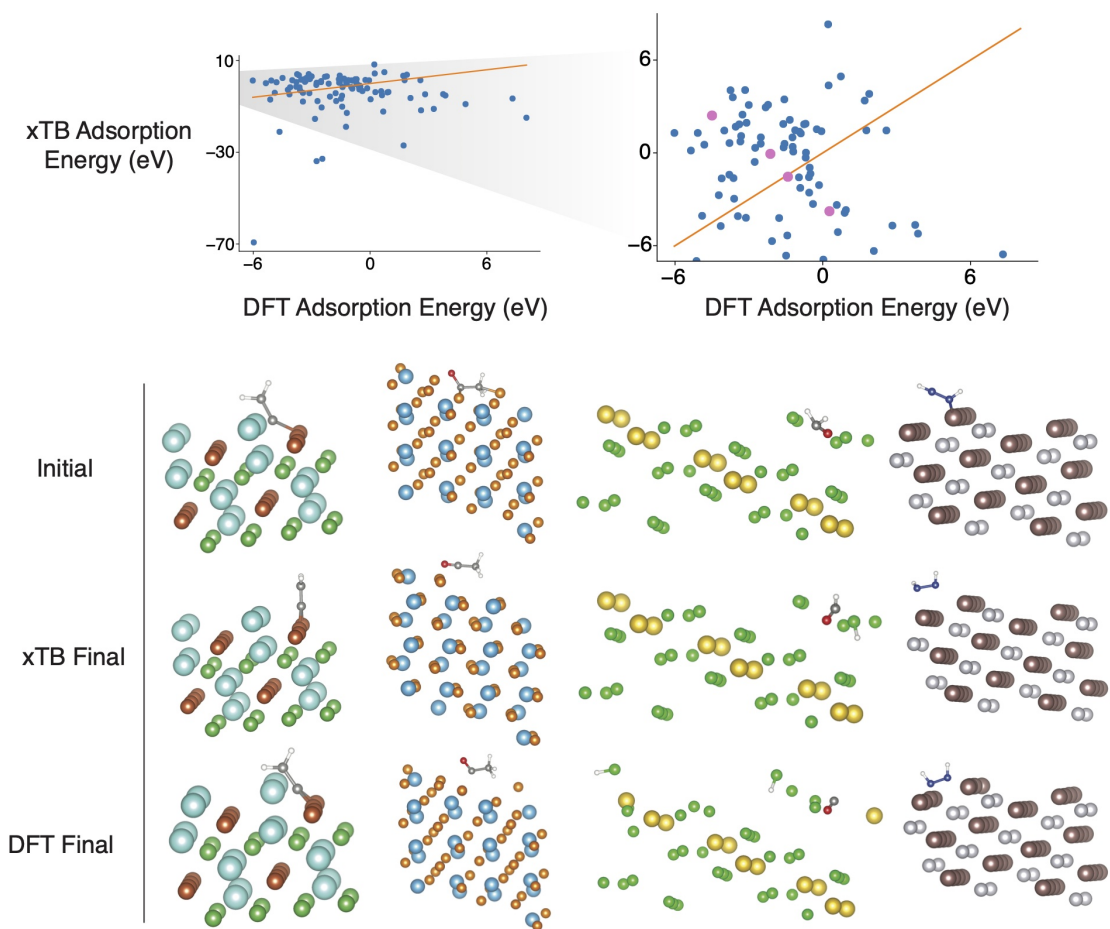 10
−30
−70
−6
0
6
xTB Adsorption
Energy (eV)
DFT Adsorption Energy (eV)
6
0
−6
−6
0
6
DFT Adsorption Energy (eV)
Initial
xTB Final
DFT Final